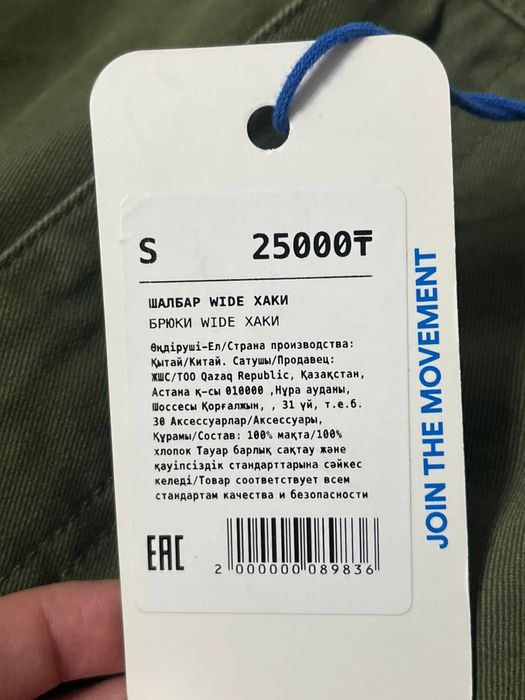 S 25000₸
ШАЛБАР WIDE ХАКИ
БРЮКИ WIDE ХАКИ
Өңдіруші-Ел/Страна производства:
Қытай/Китай. Сатушы/Продавец:
ЖШС/ТОО Qazaq Republic, Қазақстан,
Астана қ-сы 010000 ,Нұра ауданы,
Шоссесы Қорғалжын, , 31 үй, т.е.б.
30 Аксессуарлар/Аксессуары,
Құрамы/Состав: 100% мақта/100%
хлопок Тауар барлық сақтау және
қауіпсіздік стандарттарына сәйкес
келеді/Товар соответствует всем
стандартам качества и безопасности
EAC
2 000000 089836
JOIN THE MOVEMENT